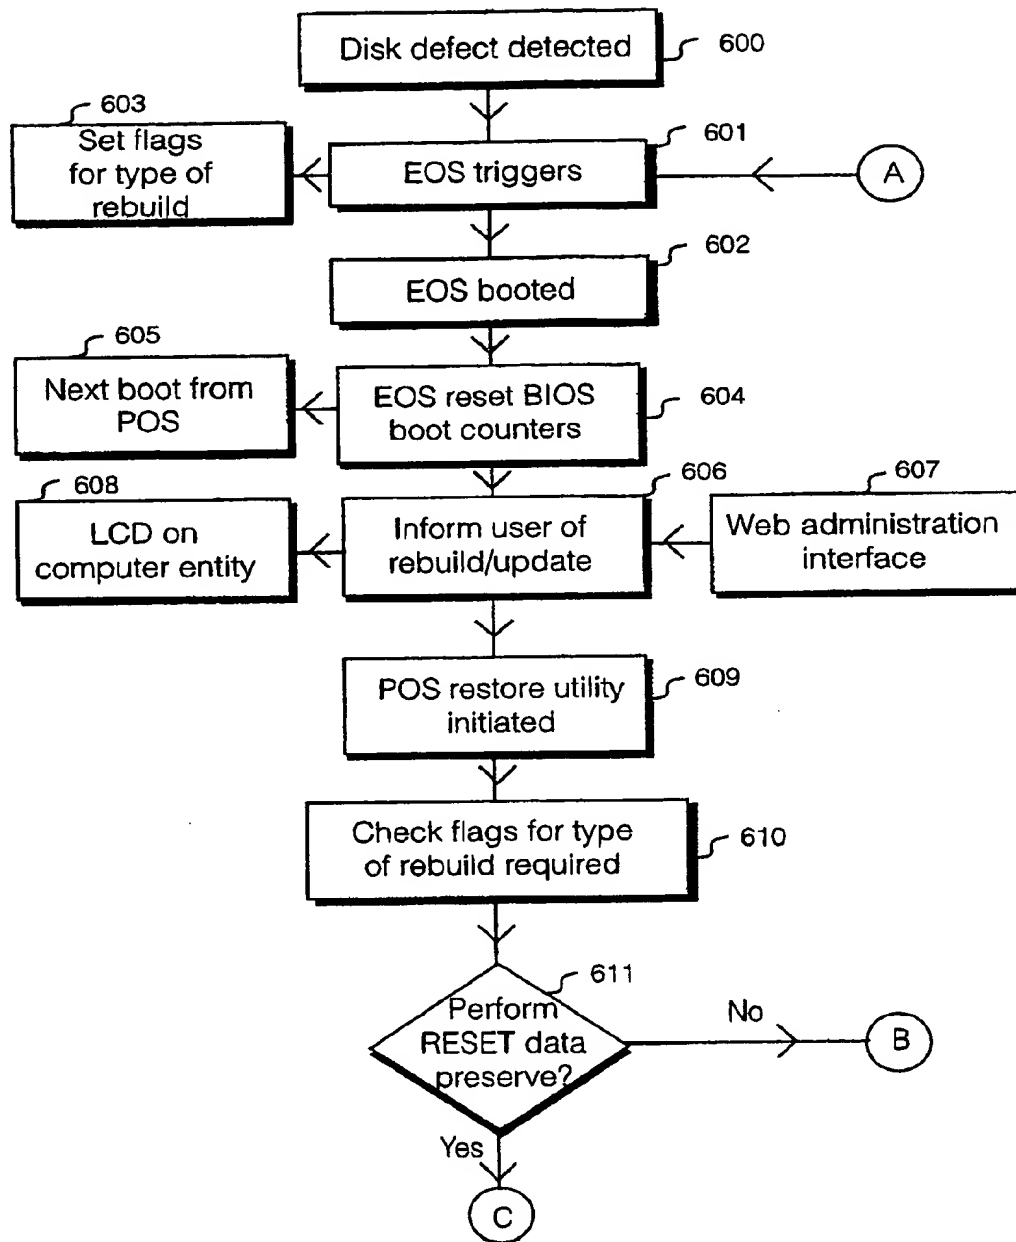 Disk defect detected
600
603
Set flags
for type of
rebuild
601
EOS triggers
A
602
EOS booted
605
Next boot from
POS
EOS reset BIOS
boot counters
604
608
LCD on
computer entity
606
Inform user of
rebuild/update
607
Web administration
interface
POS restore utility
initiated
609
Check flags for type
of rebuild required
610
611
Perform
RESET data
preserve?
No
B
Yes
C